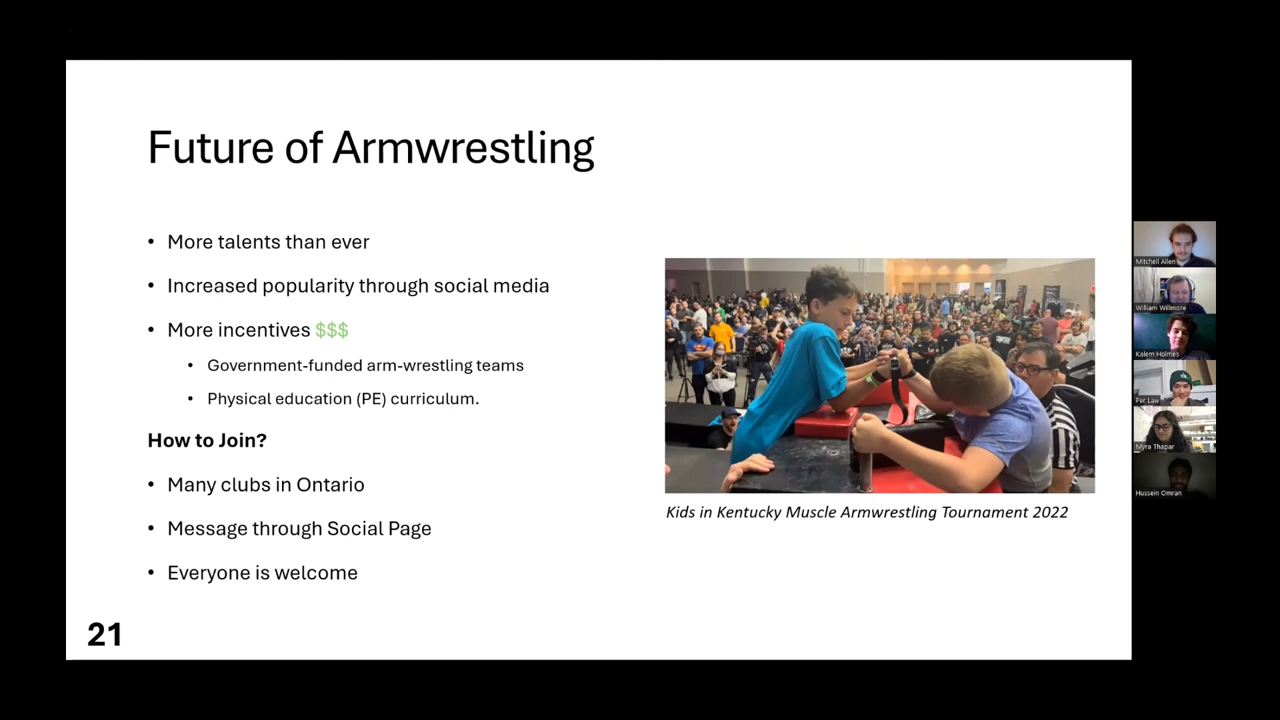 Future of Armwrestling
• More talents than ever
• Increased popularity through social media
• More incentives $$$
• Government-funded arm-wrestling teams
• Physical education (PE) curriculum.
How to Join?
• Many clubs in Ontario
• Message through Social Page
• Everyone is welcome
21
Kids in Kentucky Muscle Armwrestling Tournament 2022
Mitchell Allen
William Willmore
Kalem Holmes
Per Law
Myra Thapar
Hussein Omran